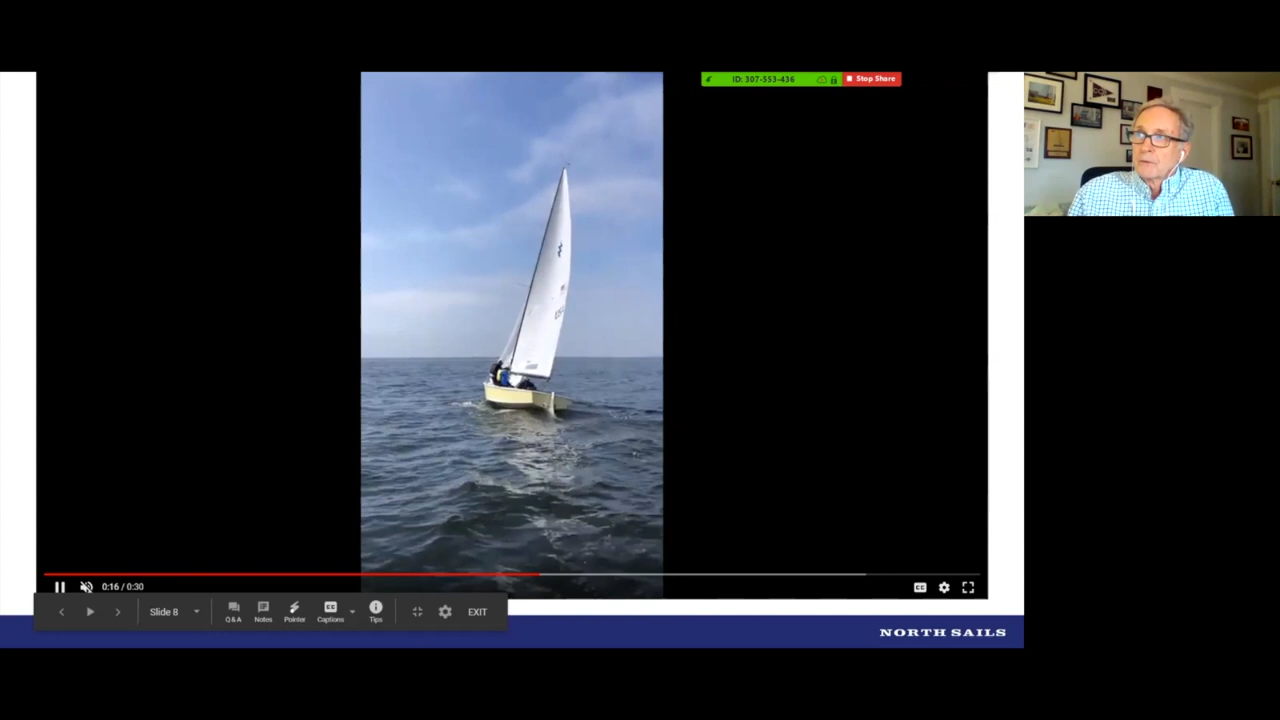 ID: 307-553-436 Stop Share
0:16 / 0:30
CC
Slide 8
Q&A Notes Pointer Captions Tips
EXIT
NORTH SAILS